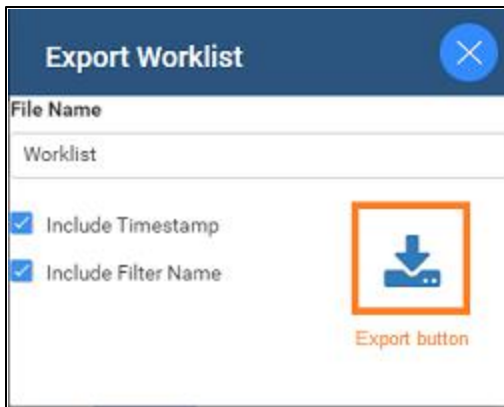 Export Worklist
File Name
Worklist
Include Timestamp
Include Filter Name
Export button